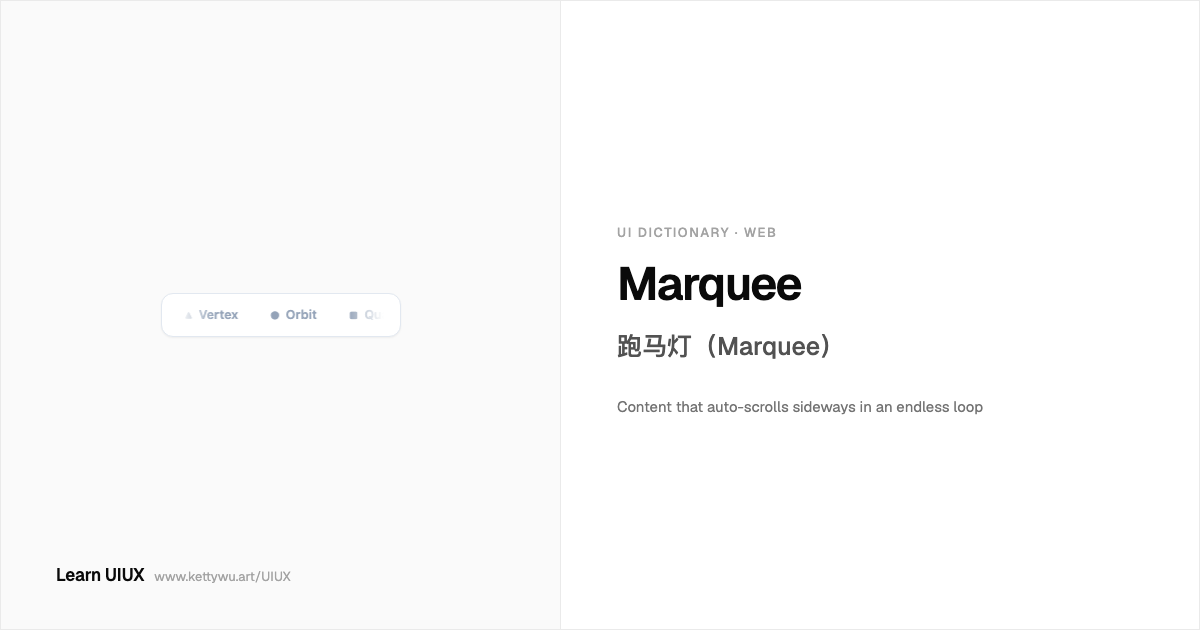 Vertex
Orbit
Qu
UI DICTIONARY · WEB
Marquee
跑马灯（Marquee）
Content that auto-scrolls sideways in an endless loop
Learn UIUX www.kettywu.art/UIUX